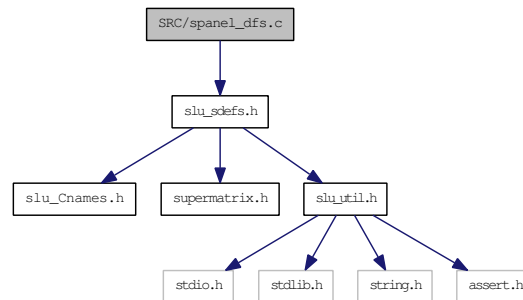 SRC/spanel_dfs.c
slu_sdefs.h
slu_Cnames.h
supermatrix.h
slu_util.h
stdio.h
stdlib.h
string.h
assert.h